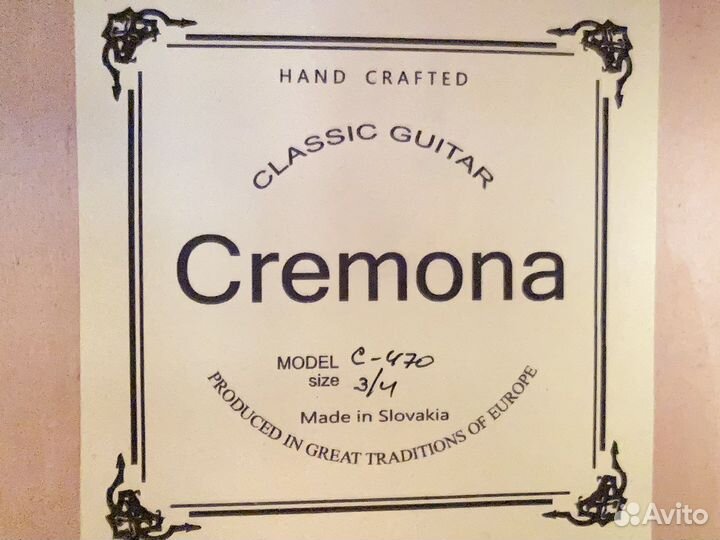 HAND CRAFTED
CLASSIC GUITAR
Cremona
MODEL C-470
size 3/4
Made in Slovakia
PRODUCED IN GREAT TRADITIONS OF EUROPE
Avito